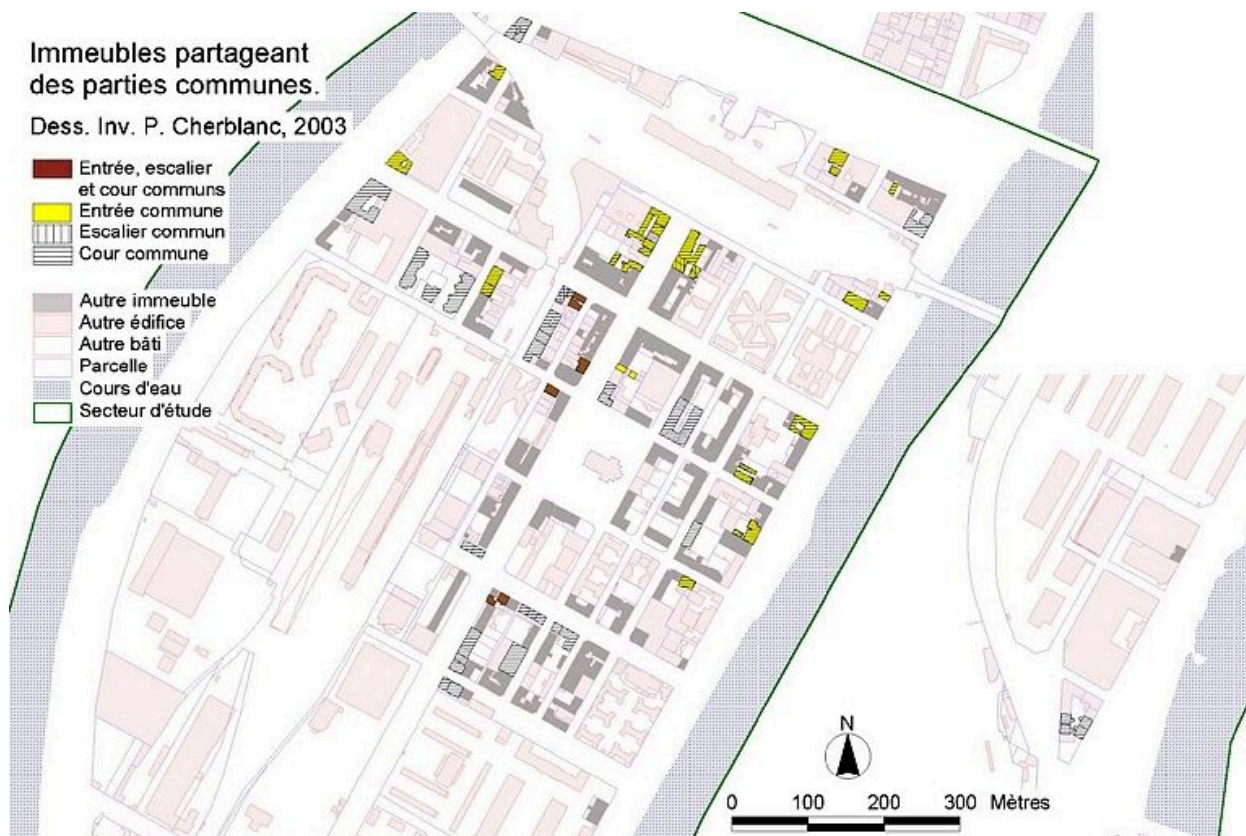 Immeubles partageant
des parties communes.
Dess. Inv. P. Cherblanc, 2003
Entrée, escalier
et cour communs
Entrée commune
Escalier commun
Cour commune
Autre immeuble
Autre édifice
Autre bâti
Parcelle
Cours d'eau
Secteur d'étude
N
0 100 200 300 Mètres